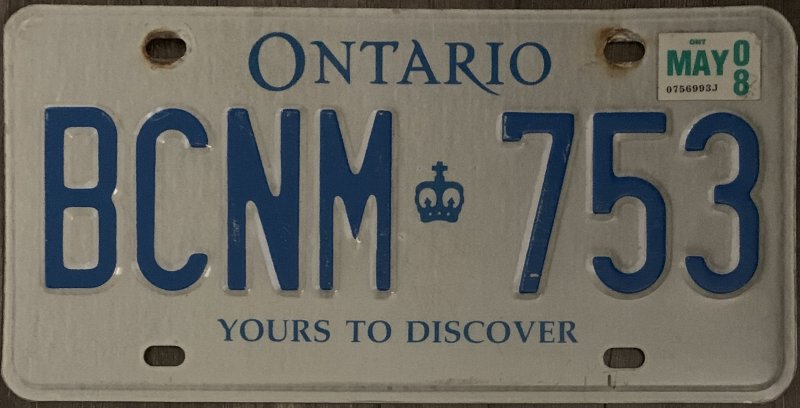 ONTARIO
ONT
MAY 08
0756993J
BCNM 753
YOURS TO DISCOVER